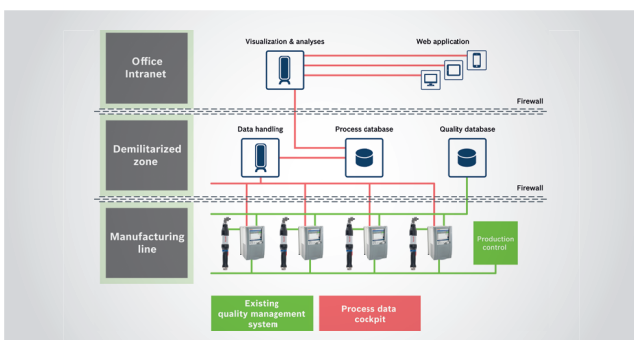 Visualization & analyses
Web application
Office
Intranet
Firewall
Data handling
Process catabase
Quality database
Demilitarized
zone
Firewall
Manufacturing
line
Production
control
Existing
quality management
system
Process data
cockpit